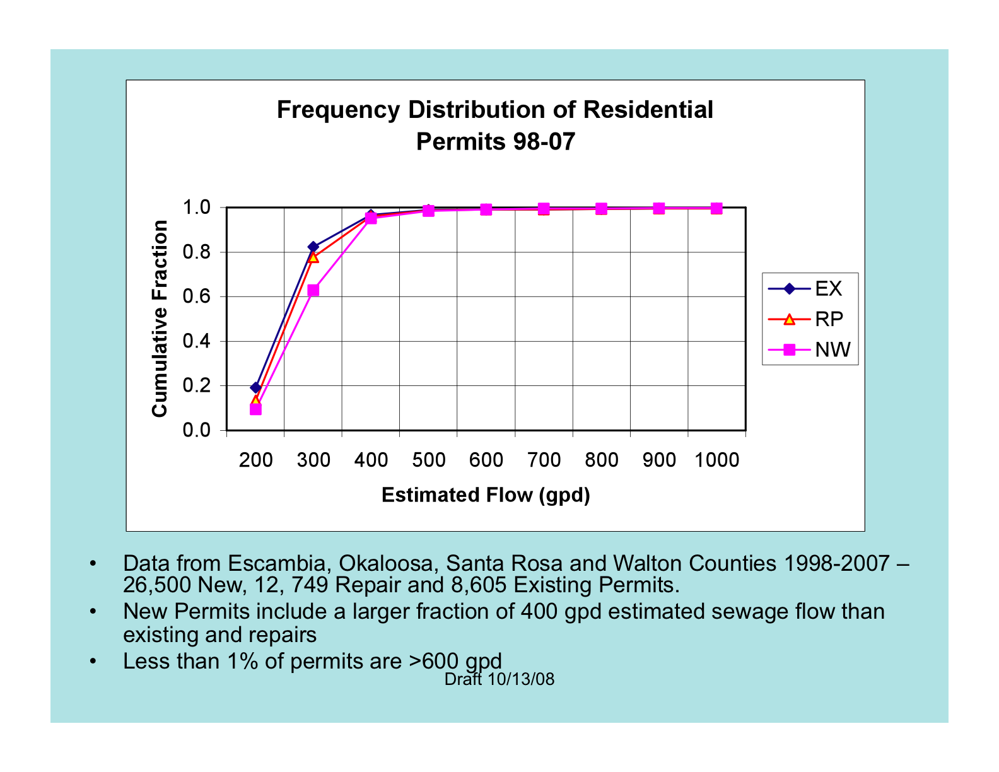 Frequency Distribution of Residential
Permits 98-07
1.0
0.8
0.6
0.4
0.2
0.0
Cumulative Fraction
200 300 400 500 600 700 800 900 1000
Estimated Flow (gpd)
EX
RP
NW
• Data from Escambia, Okaloosa, Santa Rosa and Walton Counties 1998-2007 –
26,500 New, 12, 749 Repair and 8,605 Existing Permits.
• New Permits include a larger fraction of 400 gpd estimated sewage flow than
existing and repairs
• Less than 1% of permits are >600 gpd
Draft 10/13/08